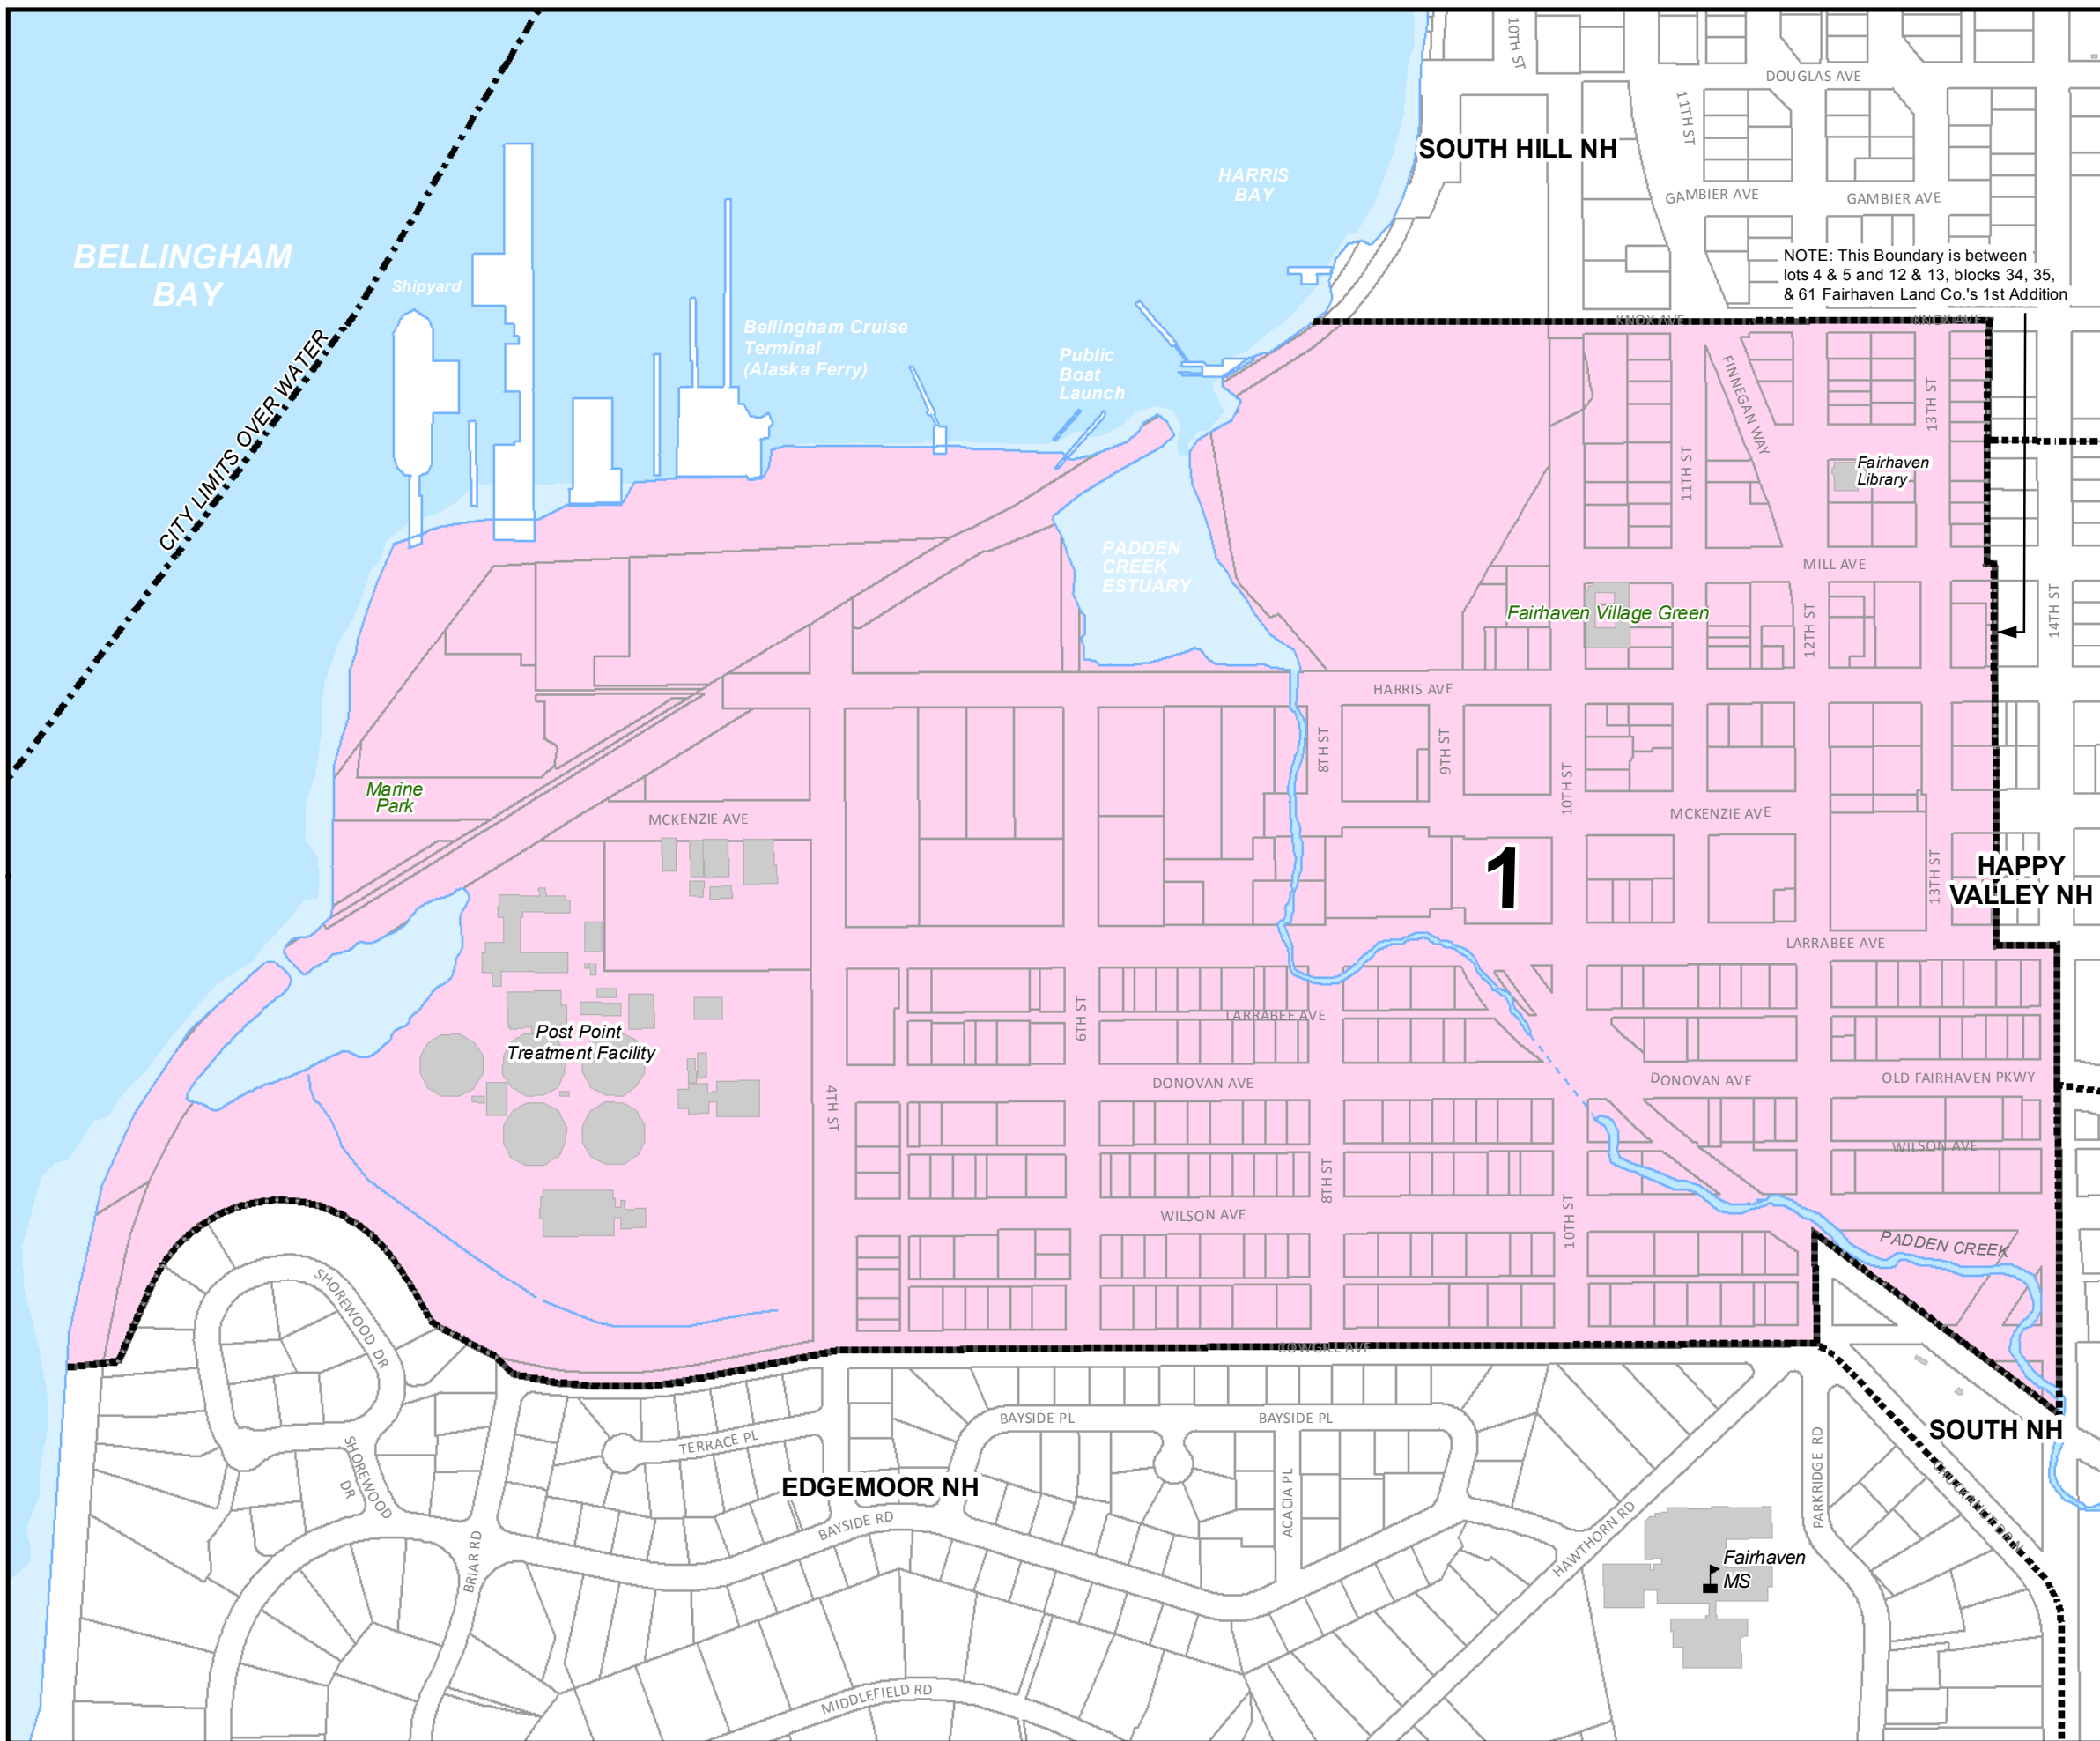 10TH ST
DOUGLAS AVE
11TH ST
SOUTH HILL NH
HARRIS
BAY
GAMBIER AVE
GAMBIER AVE
BELLINGHAM
BAY
Shipyard
NOTE: This Boundary is between
lots 4 & 5 and 12 & 13, blocks 34, 35,
& 61 Fairhaven Land Co.'s 1st Addition
KNOX AVE
KNOX AVE
Bellingham Cruise
Terminal
(Alaska Ferry)
Public
Boat
Launch
CITY LIMITS OVER WATER
FINNEGAN WAY
13TH ST
11TH ST
Fairhaven
Library
PADDEN
CREEK
ESTUARY
MILL AVE
Fairhaven Village Green
12TH ST
14TH ST
HARRIS AVE
8TH ST
9TH ST
10TH ST
Marine
Park
MCKENZIE AVE
MCKENZIE AVE
1
13TH ST
HAPPY
VALLEY NH
LARRABEE AVE
6TH ST
LARRABEE AVE
Post Point
Treatment Facility
4TH ST
DONOVAN AVE
DONOVAN AVE
OLD FAIRHAVEN PKWY
WILSON AVE
8TH ST
10TH ST
WILSON AVE
PADDEN CREEK
SHOREWOOD DR
COWGILL AVE
BAYSIDE PL
BAYSIDE PL
SOUTH NH
TERRACE PL
SHOREWOOD
DR
EDGEMOOR NH
ACACIA PL
PARKRIDGE RD
BAYSIDE RD
HAWTHORN RD
BRIAR RD
Fairhaven
MS
MIDDLEFIELD RD